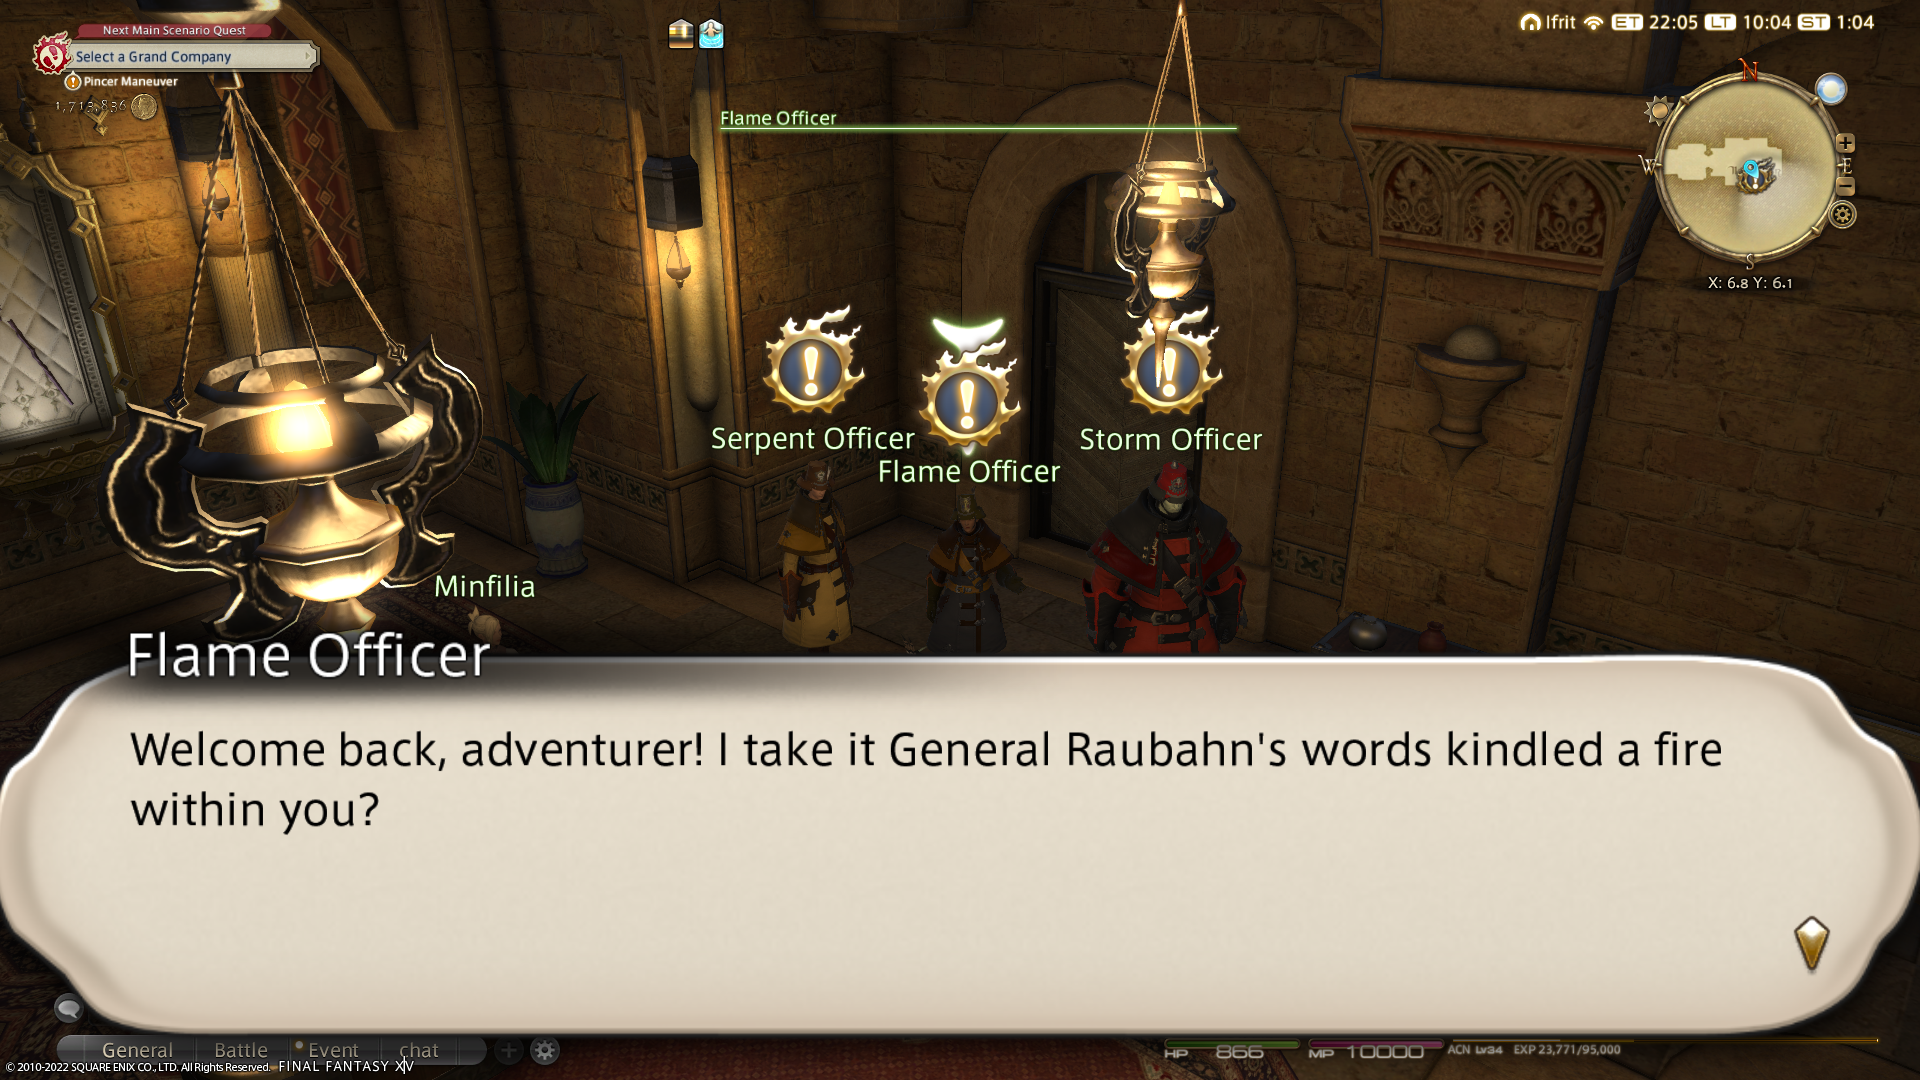 Next Main Scenario Quest
Select a Grand Company
Pincer Maneuver
1,713,836
Flame Officer
Ifrit ET 22:05 LT 10:04 ST 1:04
N
W
E
S
X: 6.8 Y: 6.1
Serpent Officer
Flame Officer
Storm Officer
Minfilia
Flame Officer
Welcome back, adventurer! I take it General Raubahn's words kindled a fire
within you?
General Battle Event chat
HP 866 MP 10000 ACN Lv34 EXP 23,771/95,000
© 2010-2022 SQUARE ENIX CO., LTD. All Rights Reserved. FINAL FANTASY XIV